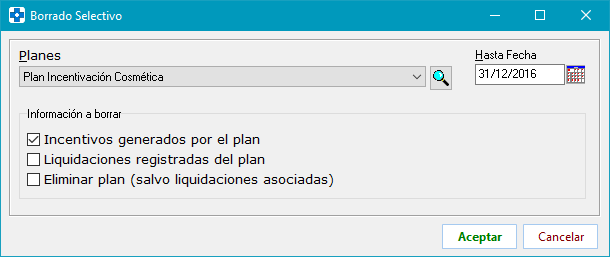 Borrado Selectivo
Planes
Hasta Fecha
Plan Incentivación Cosmética
31/12/2016
Información a borrar
Incentivos generados por el plan
Liquidaciones registradas del plan
Eliminar plan (salvo liquidaciones asociadas)
Aceptar
Cancelar